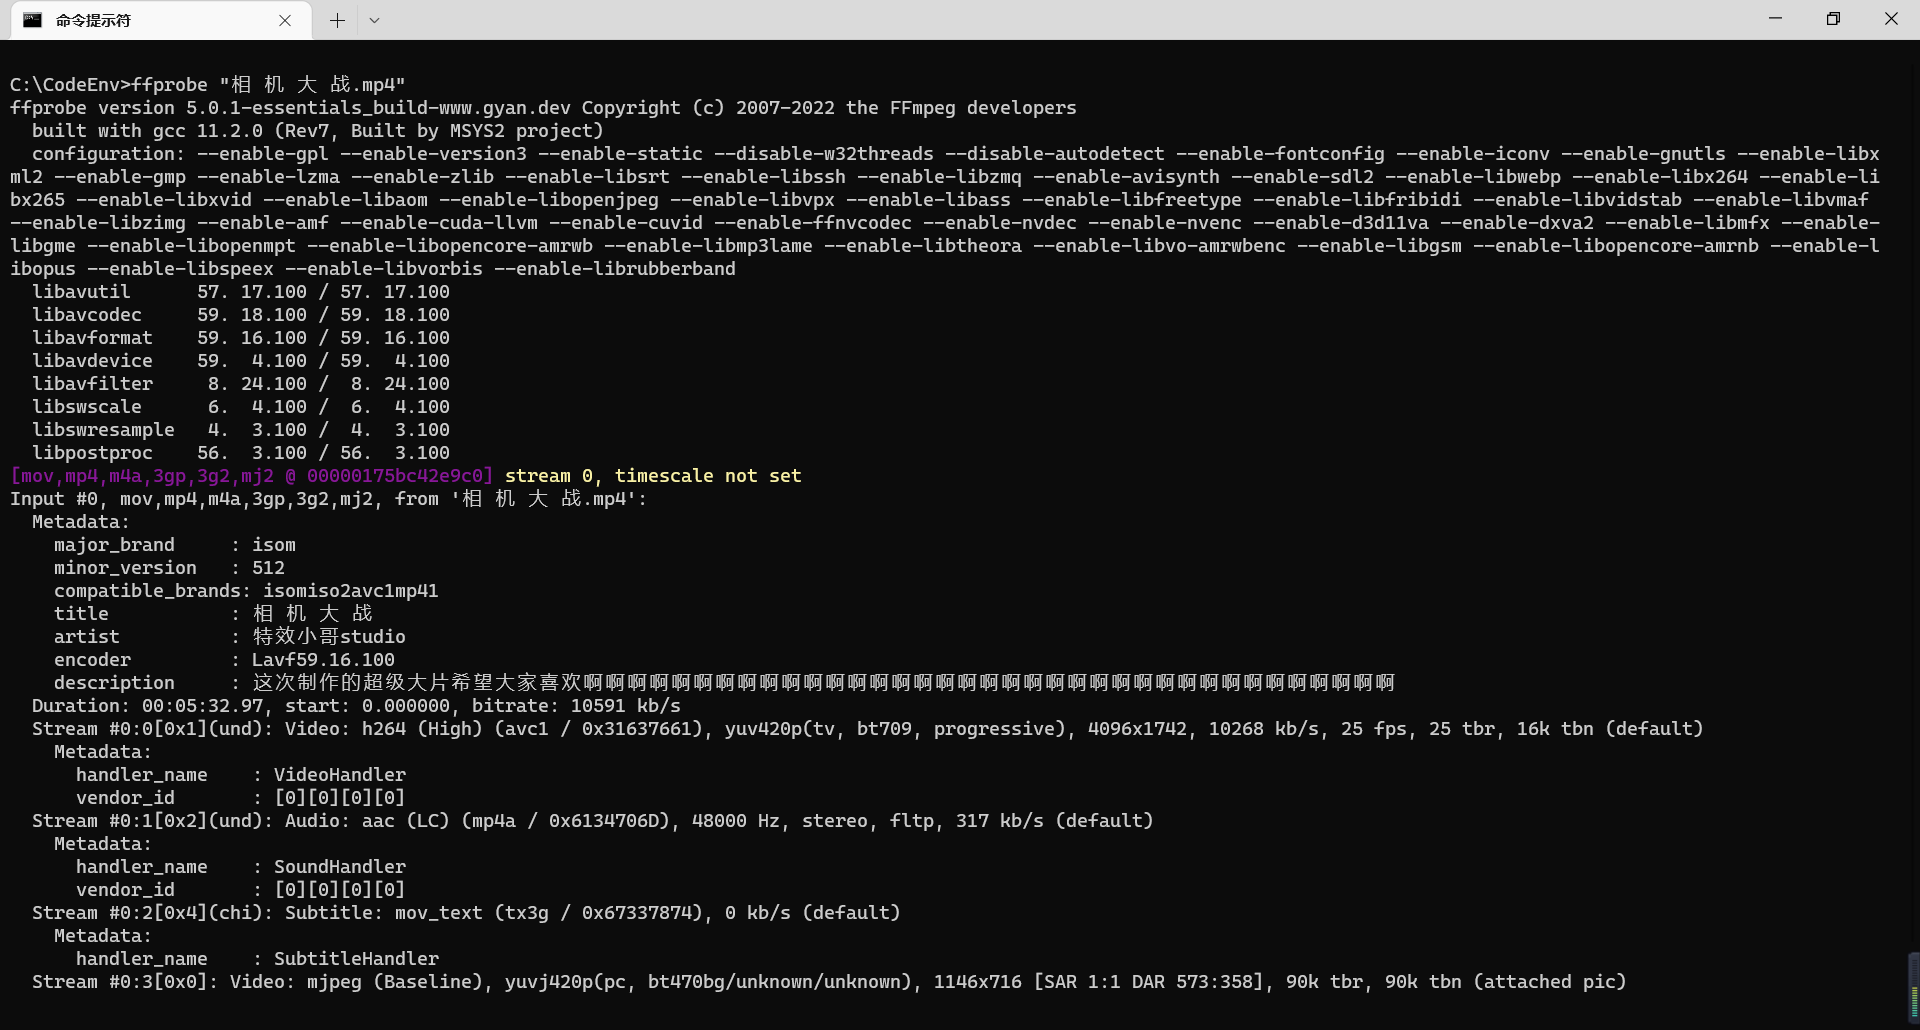 命令提示符
C:\CodeEnv>ffprobe "相 机 大 战.mp4"
ffprobe version 5.0.1-essentials_build-www.gyan.dev Copyright (c) 2007-2022 the FFmpeg developers
  built with gcc 11.2.0 (Rev7, Built by MSYS2 project)
  configuration: --enable-gpl --enable-version3 --enable-static --disable-w32threads --disable-autodetect --enable-fontconfig --enable-iconv --enable-gnutls --enable-libx
ml2 --enable-gmp --enable-lzma --enable-zlib --enable-libsrt --enable-libssh --enable-libzmq --enable-avisynth --enable-sdl2 --enable-libwebp --enable-libx264 --enable-li
bx265 --enable-libxvid --enable-libaom --enable-libopenjpeg --enable-libvpx --enable-libass --enable-libfreetype --enable-libfribidi --enable-libvidstab --enable-libvmaf
--enable-libzimg --enable-amf --enable-cuda-llvm --enable-cuvid --enable-ffnvcodec --enable-nvdec --enable-nvenc --enable-d3d11va --enable-dxva2 --enable-libmfx --enable-
libgme --enable-libopenmpt --enable-libopencore-amrwb --enable-libmp3lame --enable-libtheora --enable-libvo-amrwbenc --enable-libgsm --enable-libopencore-amrnb --enable-l
ibopus --enable-libspeex --enable-libvorbis --enable-librubberband
  libavutil      57. 17.100 / 57. 17.100
  libavcodec     59. 18.100 / 59. 18.100
  libavformat    59. 16.100 / 59. 16.100
  libavdevice    59.  4.100 / 59.  4.100
  libavfilter     8. 24.100 /  8. 24.100
  libswscale      6.  4.100 /  6.  4.100
  libswresample   4.  3.100 /  4.  3.100
  libpostproc    56.  3.100 / 56.  3.100
[mov,mp4,m4a,3gp,3g2,mj2 @ 00000175bc42e9c0] stream 0, timescale not set
Input #0, mov,mp4,m4a,3gp,3g2,mj2, from '相 机 大 战.mp4':
  Metadata:
    major_brand     : isom
    minor_version   : 512
    compatible_brands: isomiso2avc1mp41
    title           : 相 机 大 战
    artist          : 特效小哥studio
    encoder         : Lavf59.16.100
    description     : 这次制作的超级大片希望大家喜欢啊啊啊啊啊啊啊啊啊啊啊啊啊啊啊啊啊啊啊啊啊啊啊啊啊啊啊啊啊啊啊啊啊啊啊啊啊
  Duration: 00:05:32.97, start: 0.000000, bitrate: 10591 kb/s
  Stream #0:0[0x1](und): Video: h264 (High) (avc1 / 0x31637661), yuv420p(tv, bt709, progressive), 4096x1742, 10268 kb/s, 25 fps, 25 tbr, 16k tbn (default)
    Metadata:
      handler_name    : VideoHandler
      vendor_id       : [0][0][0][0]
  Stream #0:1[0x2](und): Audio: aac (LC) (mp4a / 0x6134706D), 48000 Hz, stereo, fltp, 317 kb/s (default)
    Metadata:
      handler_name    : SoundHandler
      vendor_id       : [0][0][0][0]
  Stream #0:2[0x4](chi): Subtitle: mov_text (tx3g / 0x67337874), 0 kb/s (default)
    Metadata:
      handler_name    : SubtitleHandler
  Stream #0:3[0x0]: Video: mjpeg (Baseline), yuvj420p(pc, bt470bg/unknown/unknown), 1146x716 [SAR 1:1 DAR 573:358], 90k tbr, 90k tbn (attached pic)